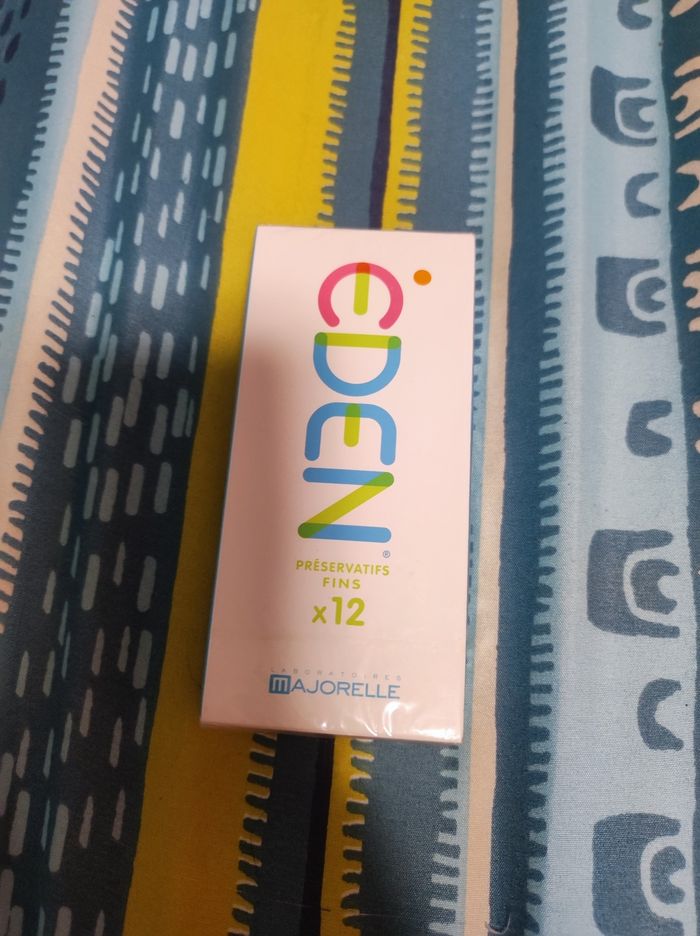 EDEN®
PRÉSERVATIFS
FINS
x12
LABORATOIRES
MAJORELLE